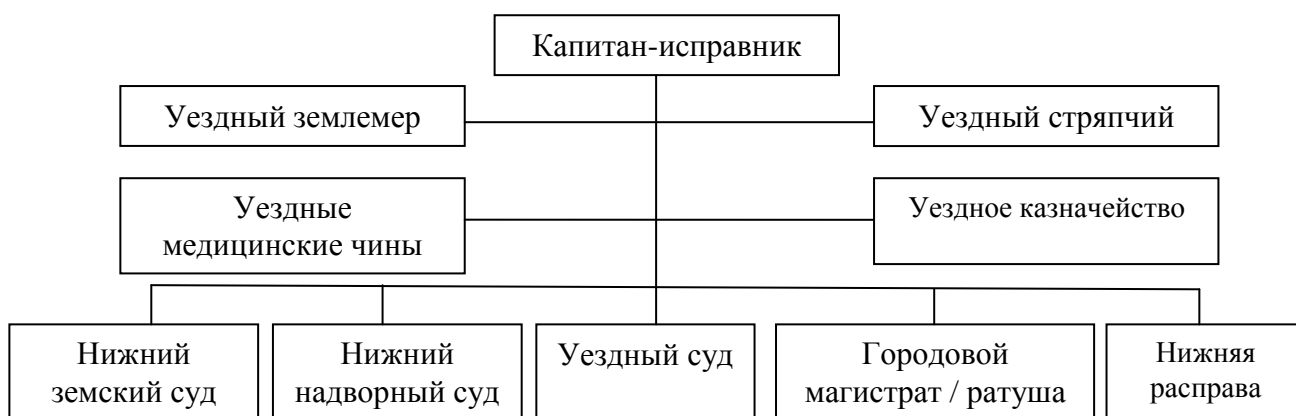 Капитан-исправник
Уездный землемер
Уездный стряпчий
Уездные
медицинские чины
Уездное казначейство
Нижний
земский суд
Нижний
надворный суд
Уездный суд
Городовой
магистрат / ратуша
Нижняя
расправа